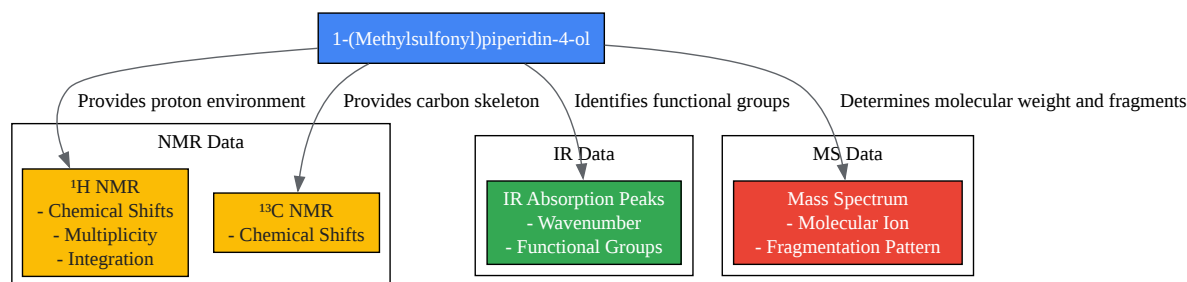 1-(Methylsulfonyl)piperidin-4-ol
Provides proton environment
Provides carbon skeleton
Identifies functional groups
Determines molecular weight and fragments
NMR Data
¹H NMR
- Chemical Shifts
- Multiplicity
- Integration
¹³C NMR
- Chemical Shifts
IR Data
IR Absorption Peaks
- Wavenumber
- Functional Groups
MS Data
Mass Spectrum
- Molecular Ion
- Fragmentation Pattern